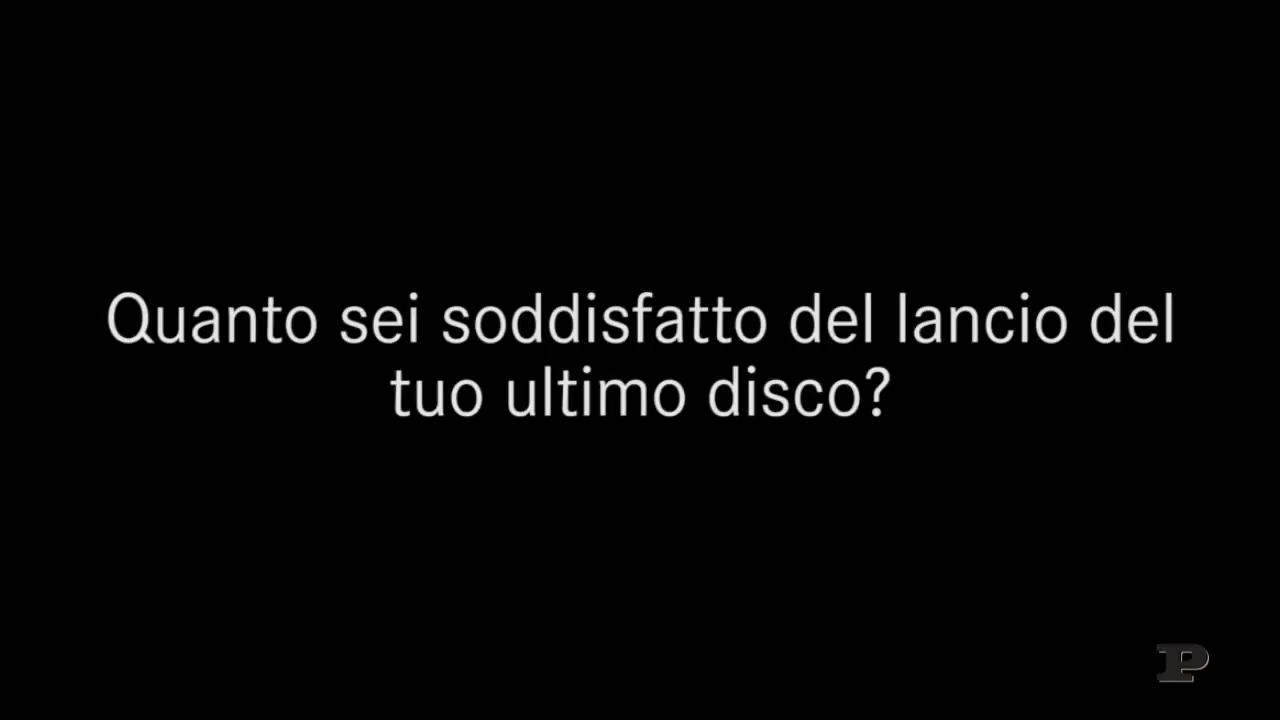 Quanto sei soddisfatto del lancio del
tuo ultimo disco?
P